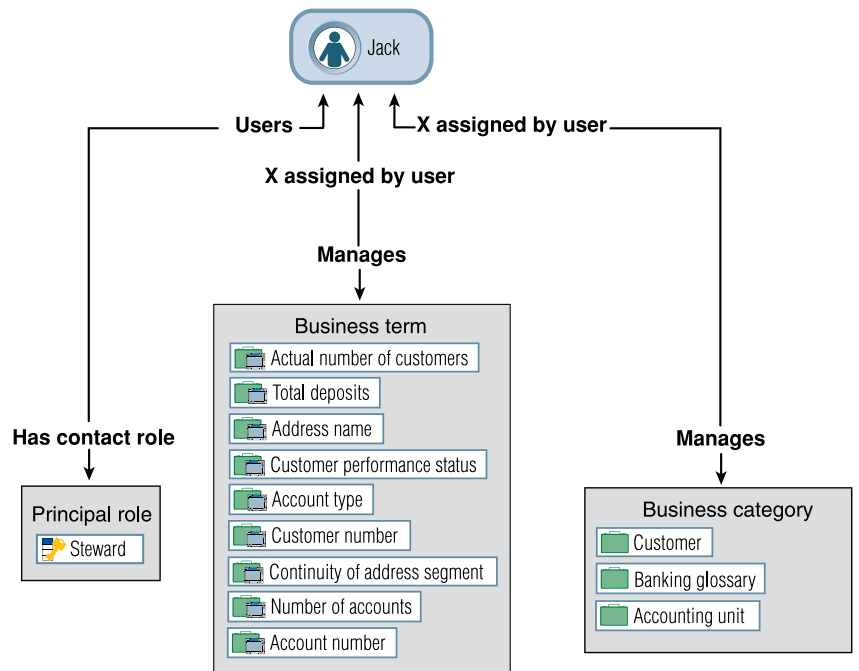 Jack
Users
X assigned by user
X assigned by user
Manages
Has contact role
Manages
Principal role
Steward
Business term
Actual number of customers
Total deposits
Address name
Customer performance status
Account type
Customer number
Continuity of address segment
Number of accounts
Account number
Business category
Customer
Banking glossary
Accounting unit